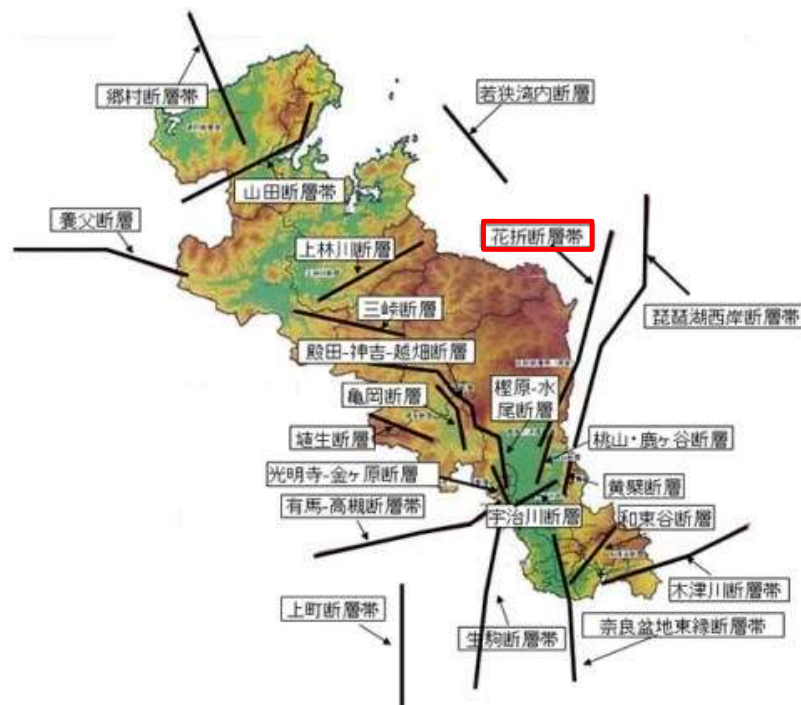 郷村断層帯
若狭湾内断層
山田断層帯
養父断層
花折断層帯
上林川断層
三峠断層
琵琶湖西岸断層帯
殿田-神吉-越畑断層
樫原-水
尾断層
亀岡断層
埴生断層
桃山・鹿ヶ谷断層
光明寺-金ヶ原断層
黄檗断層
有馬-高槻断層帯
宇治川断層
和束谷断層
木津川断層帯
上町断層帯
生駒断層帯
奈良盆地東縁断層帯